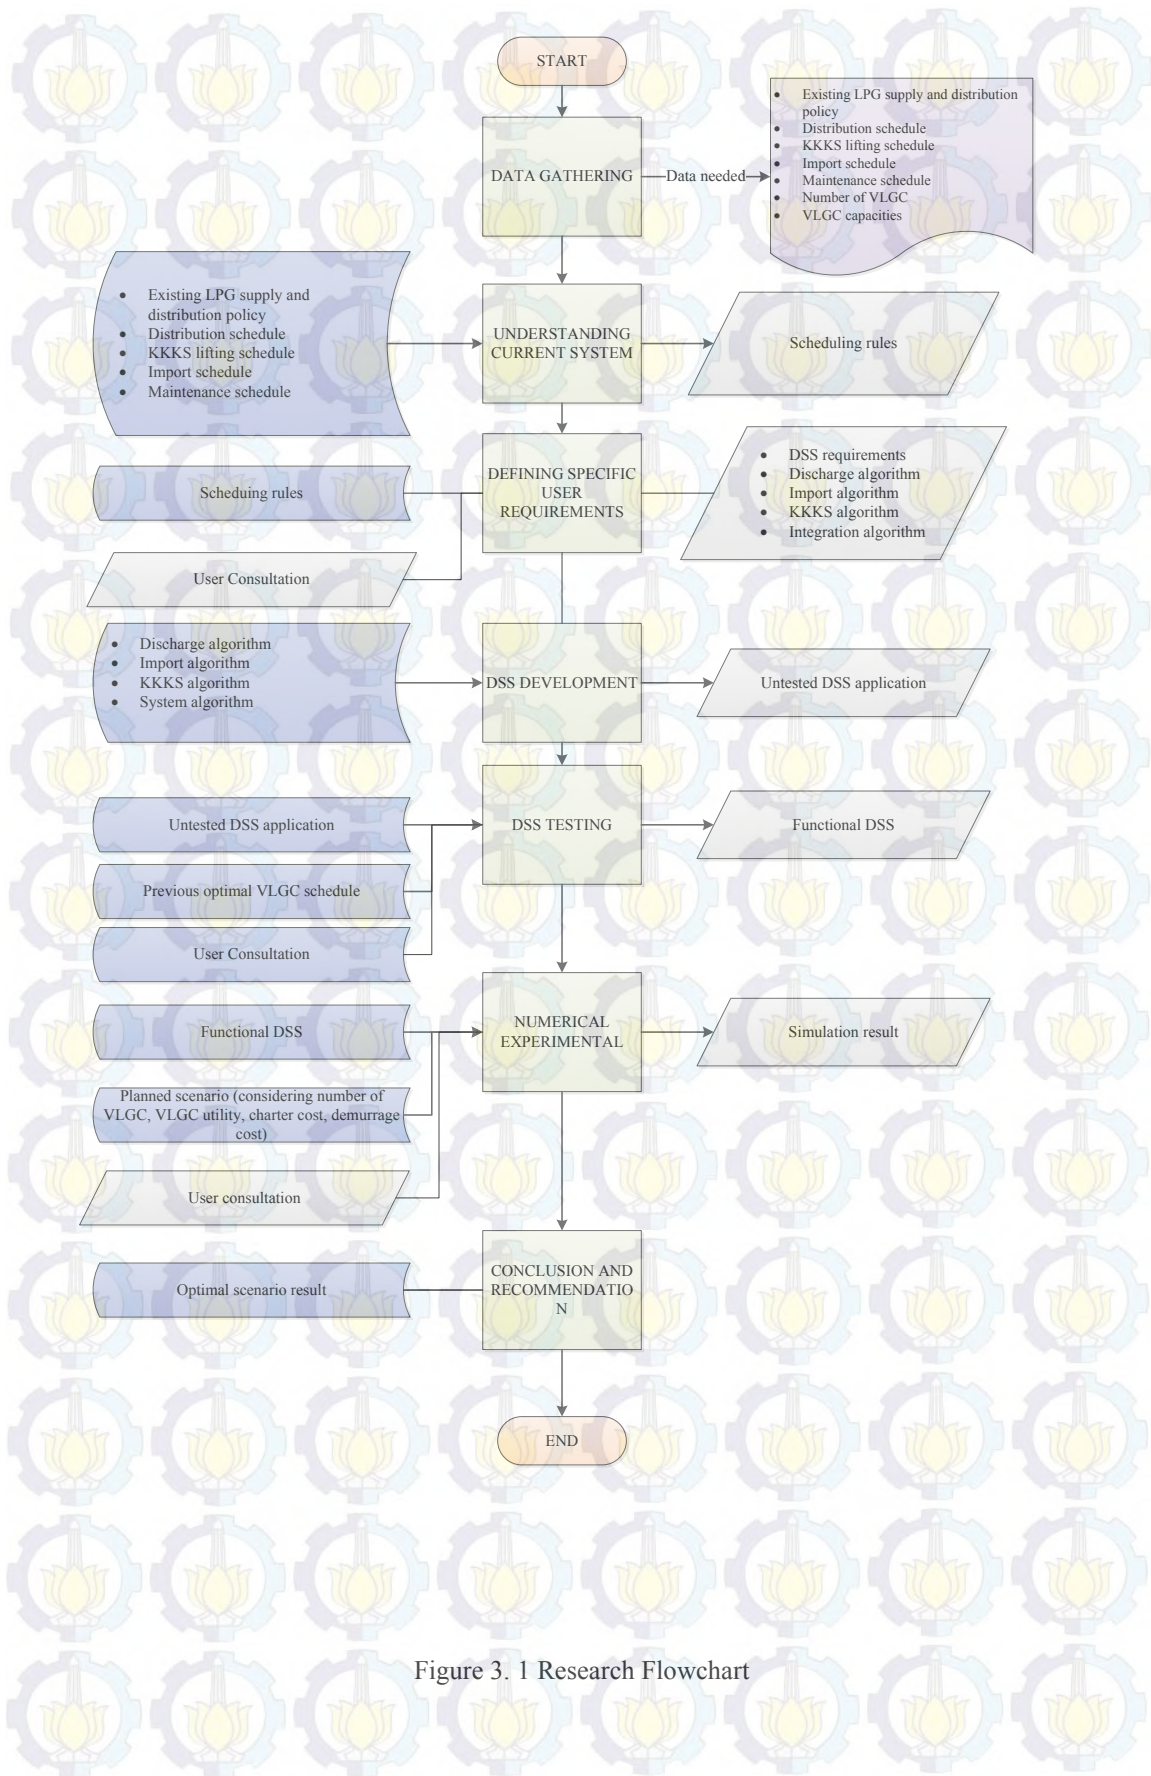 START
DATA GATHERING
Data needed
• Existing LPG supply and distribution
policy
• Distribution schedule
• KKKS lifting schedule
• Import schedule
• Maintenance schedule
• Number of VLGC
• VLGC capacities
• Existing LPG supply and
distribution policy
• Distribution schedule
• KKKS lifting schedule
• Import schedule
• Maintenance schedule
UNDERSTANDING
CURRENT SYSTEM
Scheduling rules
Scheduing rules
User Consultation
DEFINING SPECIFIC
USER
REQUIREMENTS
• DSS requirements
• Discharge algorithm
• Import algorithm
• KKKS algorithm
• Integration algorithm
• Discharge algorithm
• Import algorithm
• KKKS algorithm
• System algorithm
DSS DEVELOPMENT
Untested DSS application
Untested DSS application
Previous optimal VLGC schedule
User Consultation
DSS TESTING
Functional DSS
Functional DSS
Planned scenario (considering number of
VLGC, VLGC utility, charter cost, demurrage
cost)
User consultation
NUMERICAL
EXPERIMENTAL
Simulation result
Optimal scenario result
CONCLUSION AND
RECOMMENDATIO
N
END
Figure 3. 1 Research Flowchart